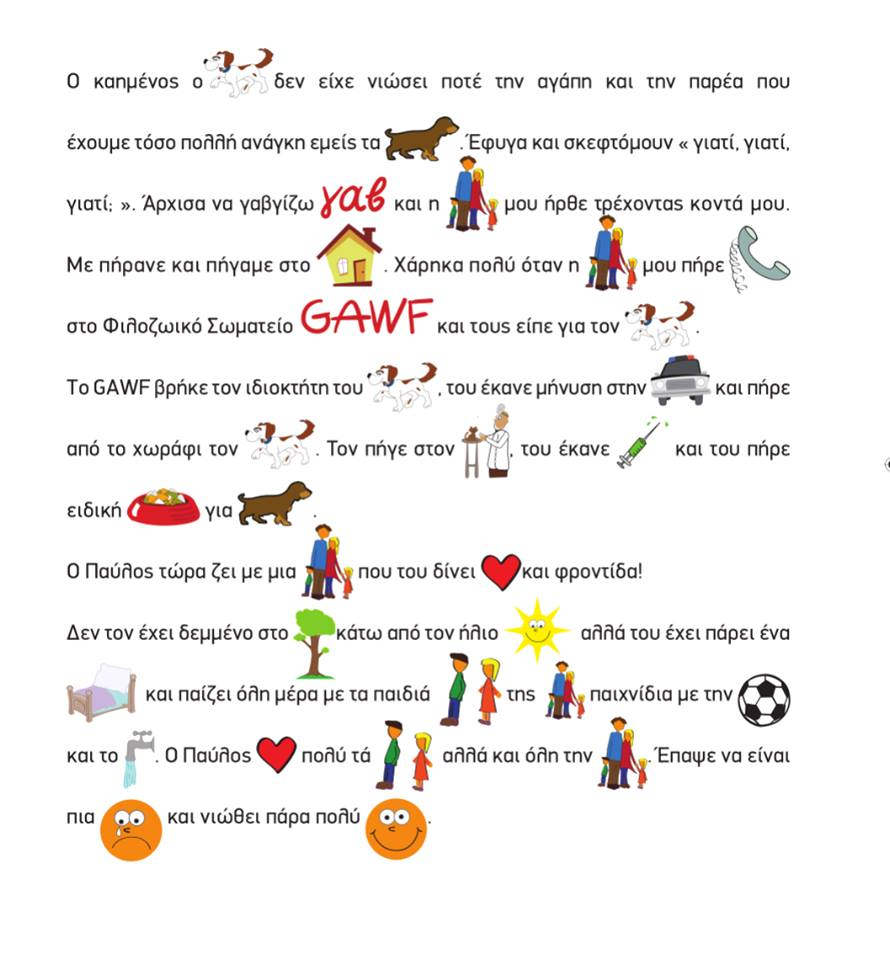 Ο καημένος ο δεν είχε νιώσει ποτέ την αγάπη και την παρέα που
έχουμε τόσο πολλή ανάγκη εμείς τα . Έφυγα και σκεφτόμουν « γιατί, γιατί,
γιατί; ». Άρχισα να γαβγίζω γαβ και η μου ήρθε τρέχοντας κοντά μου.
Με πήρανε και πήγαμε στο . Χάρηκα πολύ όταν η μου πήρε
στο Φιλοζωικό Σωματείο GAWF και τους είπε για τον .
Το GAWF βρήκε τον ιδιοκτήτη του , του έκανε μήνυση στην και πήρε
από το χωράφι τον . Τον πήγε στον , του έκανε και του πήρε
ειδική για .
Ο Παύλος τώρα ζει με μια που του δίνει και φροντίδα!
Δεν τον έχει δεμμένο στο κάτω από τον ήλιο αλλά του έχει πάρει ένα
και παίζει όλη μέρα με τα παιδιά της παιχνίδια με την
και το . Ο Παύλος πολύ τά αλλά και όλη την . Έπαψε να είναι
πια και νιώθει πάρα πολύ .